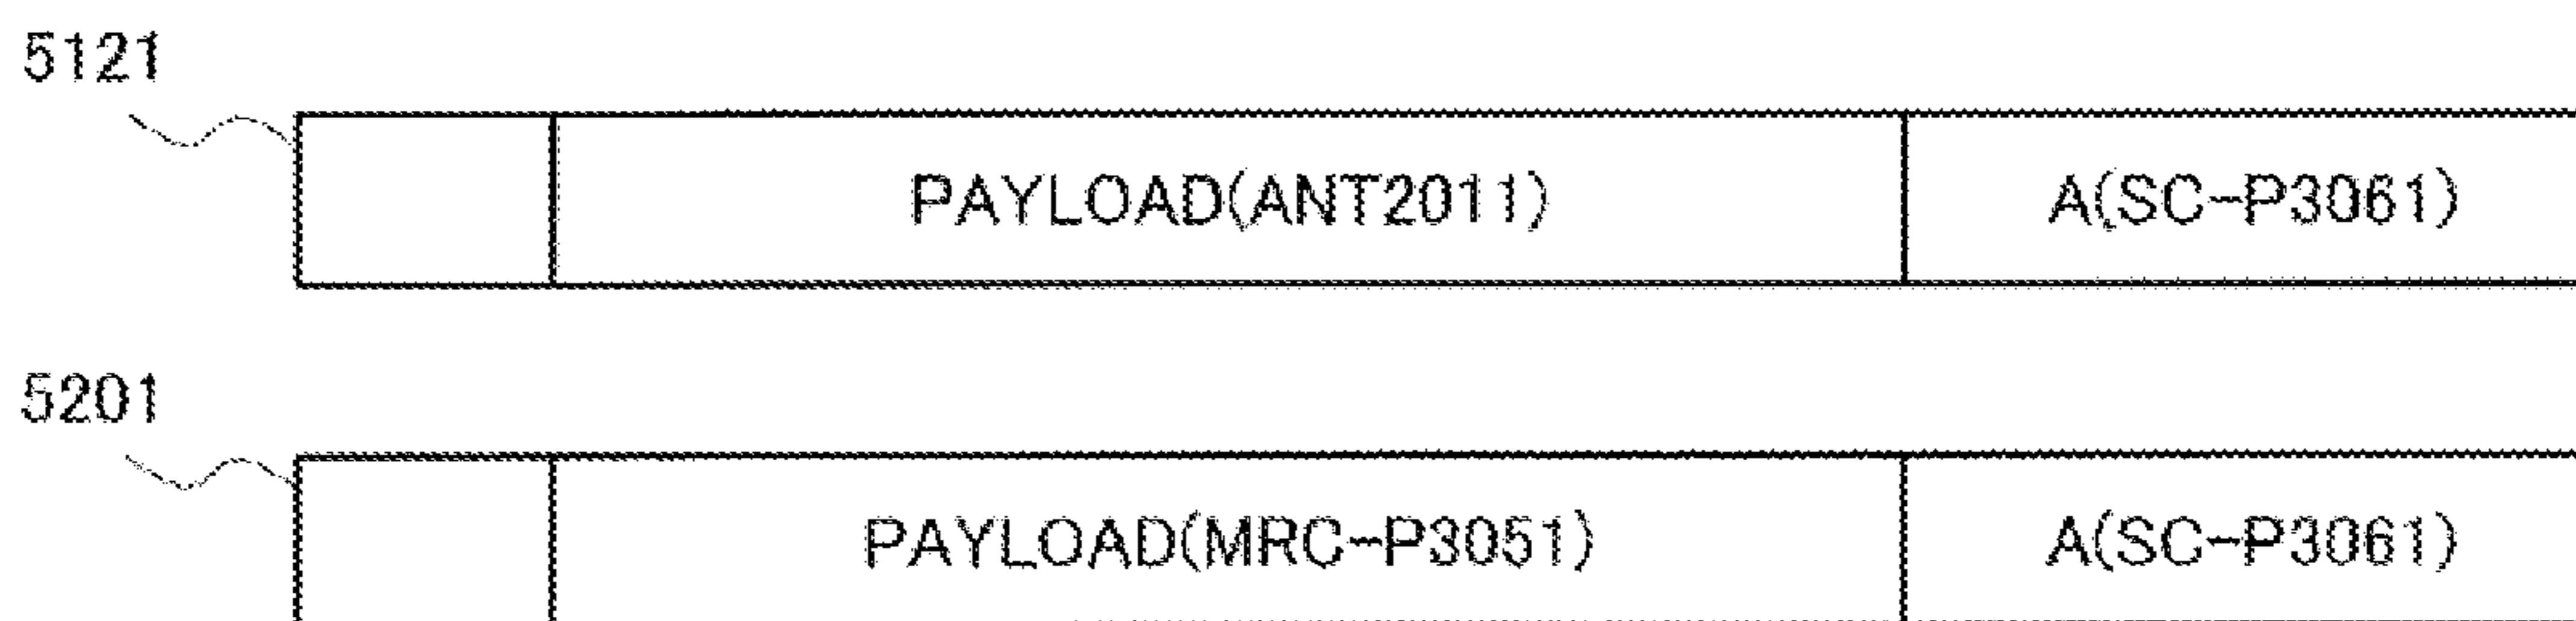 5121
PAYLOAD(ANT2011) A(SC-P3061)
5201
PAYLOAD(MRC-P3051) A(SC-P3061)